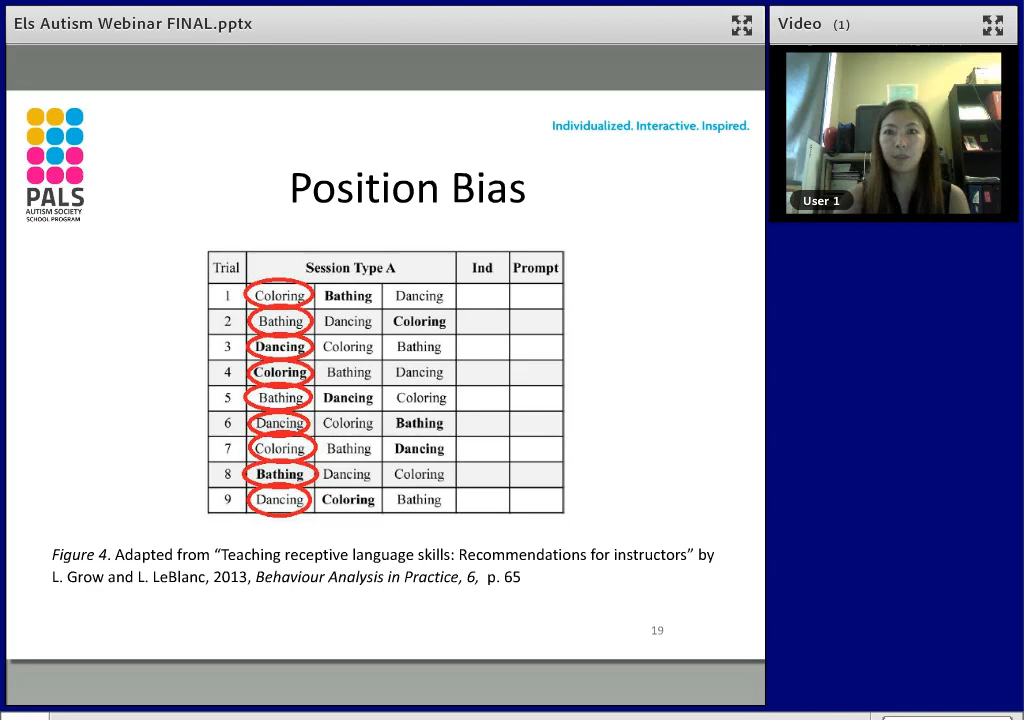 Els Autism Webinar FINAL.pptx
Video (1)
User 1
PALS
AUTISM SOCIETY
SCHOOL PROGRAM
Individualized. Interactive. Inspired.
Position Bias
Trial Session Type A Ind Prompt
1 Coloring Bathing Dancing
2 Bathing Dancing Coloring
3 Dancing Coloring Bathing
4 Coloring Bathing Dancing
5 Bathing Dancing Coloring
6 Dancing Coloring Bathing
7 Coloring Bathing Dancing
8 Bathing Dancing Coloring
9 Dancing Coloring Bathing
Figure 4. Adapted from “Teaching receptive language skills: Recommendations for instructors” by
L. Grow and L. LeBlanc, 2013, Behaviour Analysis in Practice, 6, p. 65
19